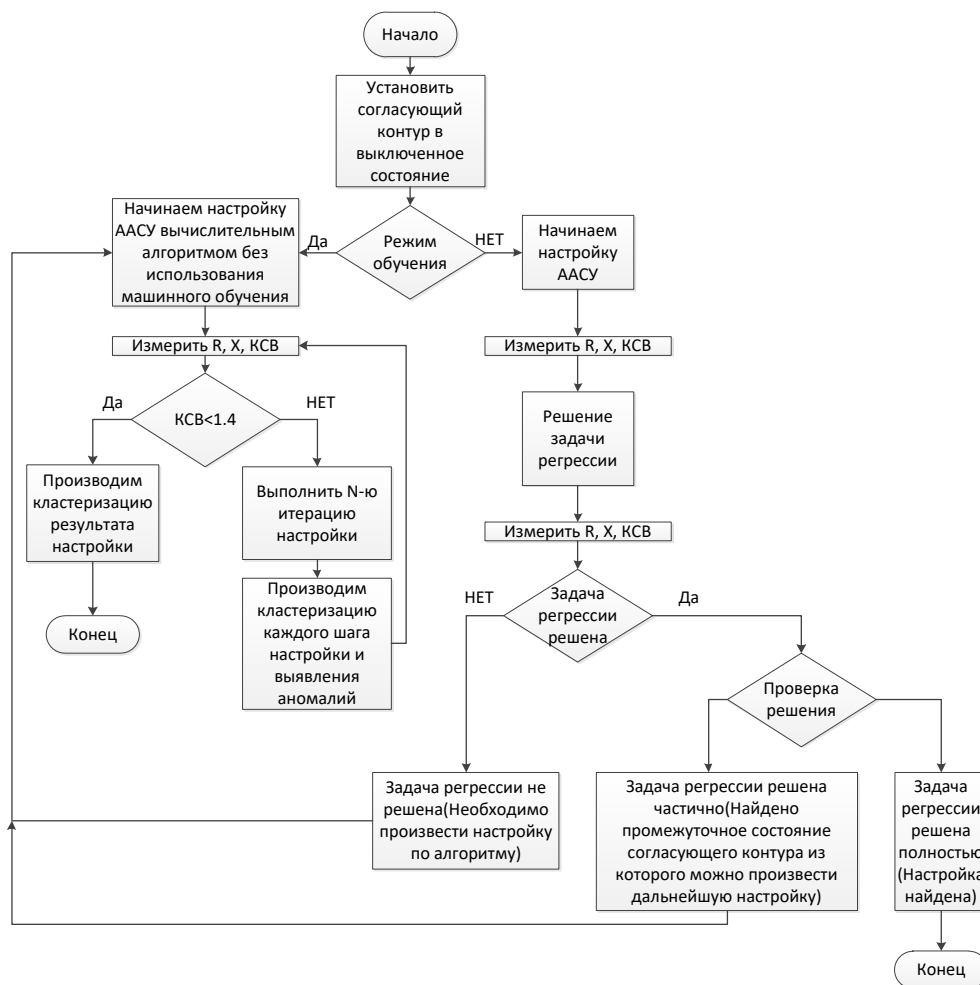 Начало
Установить
согласующий
контур в
выключенное
состояние
Режим
обучения
Да
НЕТ
Начинаем настройку
ААСУ вычислительным
алгоритмом без
использования
машинного обучения
Измерить R, X, КСВ
КСВ<1.4
Да
НЕТ
Производим
кластеризацию
результата
настройки
Конец
Выполнить N-ю
итерацию
настройки
Производим
кластеризацию
каждого шага
настройки и
выявления
аномалий
Начинаем
настройку
ААСУ
Измерить R, X, КСВ
Решение
задачи
регрессии
Измерить R, X, КСВ
Задача
регрессии
решена
НЕТ
Да
Проверка
решения
Задача регрессии не
решена(Необходимо
произвести настройку
по алгоритму)
Задача регрессии решена
частично(Найдено
промежуточное состояние
согласующего контура из
которого можно произвести
дальнейшую настройку)
Задача
регрессии
решена
полностью
(Настройка
найдена)
Конец